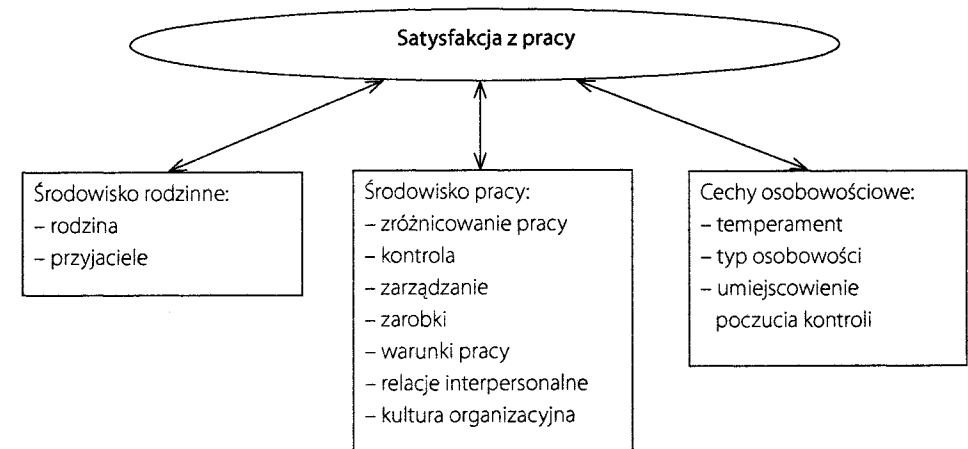 Satysfakcja z pracy
Środowisko rodzinne:
– rodzina
– przyjaciele
Środowisko pracy:
– zróżnicowanie pracy
– kontrola
– zarządzanie
– zarobki
– warunki pracy
– relacje interpersonalne
– kultura organizacyjna
Cechy osobowościowe:
– temperament
– typ osobowości
– umiejscowienie
poczucia kontroli